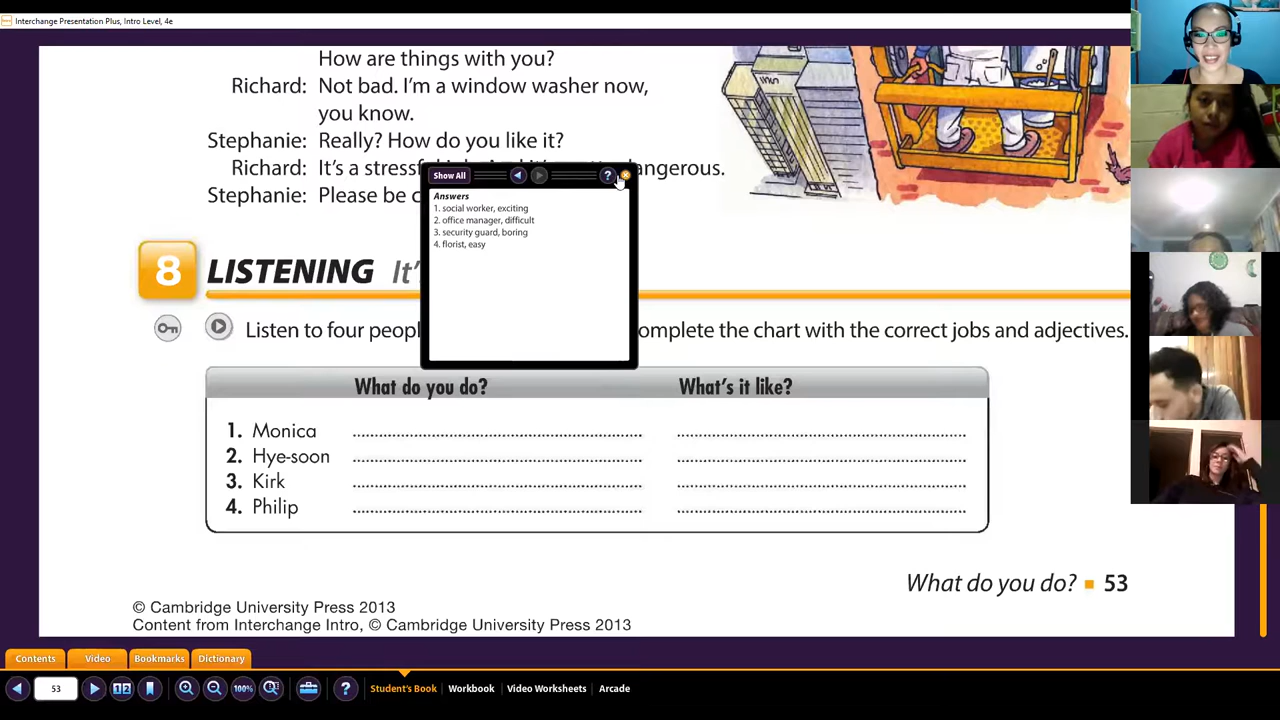 Interchange Presentation Plus, Intro Level, 4e
How are things with you?
Richard: Not bad. I'm a window washer now,
you know.
Stephanie: Really? How do you like it?
Richard: It's a stressf
angerous.
Stephanie: Please be c
Show All
?
Answers
1. social worker, exciting
2. office manager, difficult
3. security guard, boring
4. florist, easy
8 LISTENING It'
Listen to four peopl omplete the chart with the correct jobs and adjectives.
What do you do? What's it like?
1. Monica
2. Hye-soon
3. Kirk
4. Philip
What do you do? 53
© Cambridge University Press 2013
Content from Interchange Intro, © Cambridge University Press 2013
Contents Video Bookmarks Dictionary
53 12 100% ? Student's Book Workbook Video Worksheets Arcade